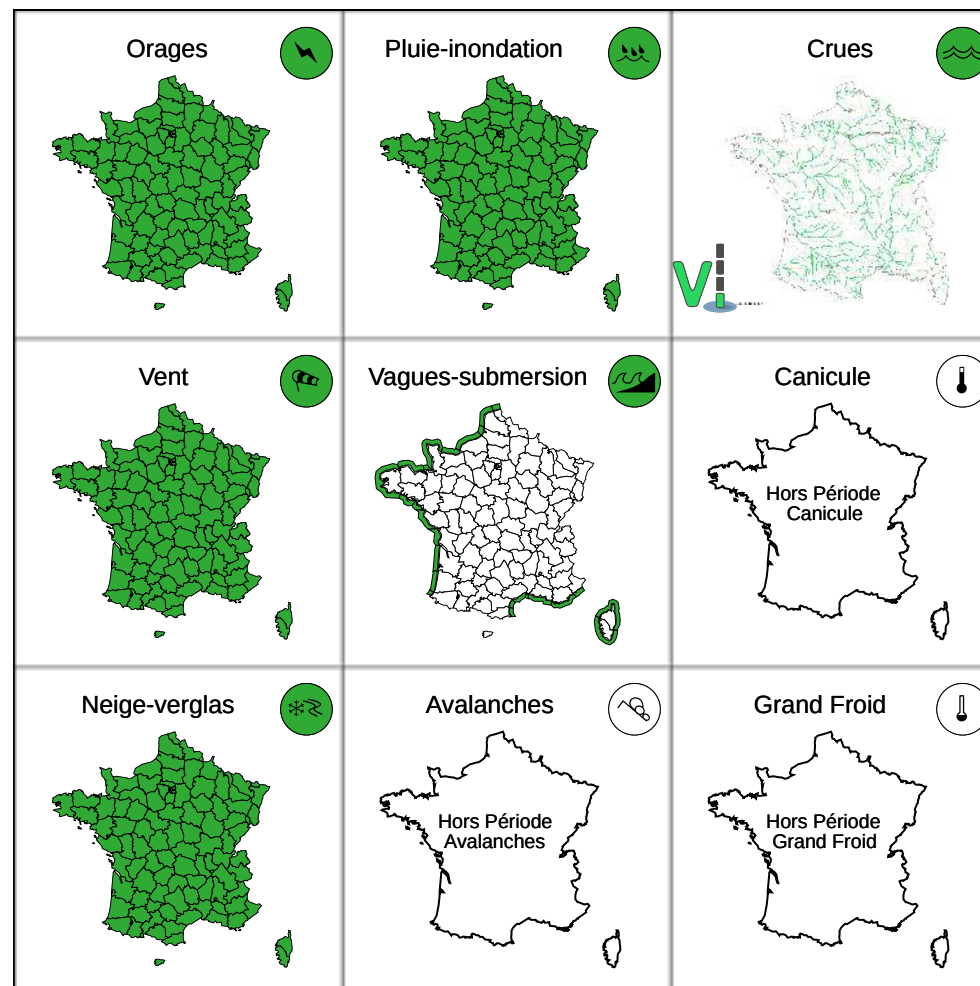 Orages
Pluie-inondation
Crues
Vent
Vagues-submersion
Canicule
Hors Période
Canicule
Neige-verglas
Avalanches
Grand Froid
Hors Période
Avalanches
Hors Période
Grand Froid